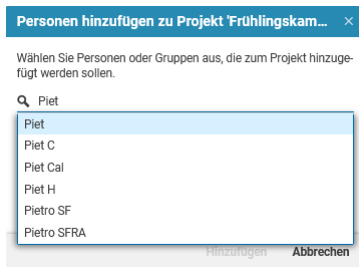 Personen hinzufügen zu Projekt 'Frühlingskam... ×
Wählen Sie Personen oder Gruppen aus, die zum Projekt hinzuge-
fügt werden sollen.
Piet
Piet
Piet C
Piet Cal
Piet H
Pietro SF
Pietro SFRA
Hinzufügen Abbrechen